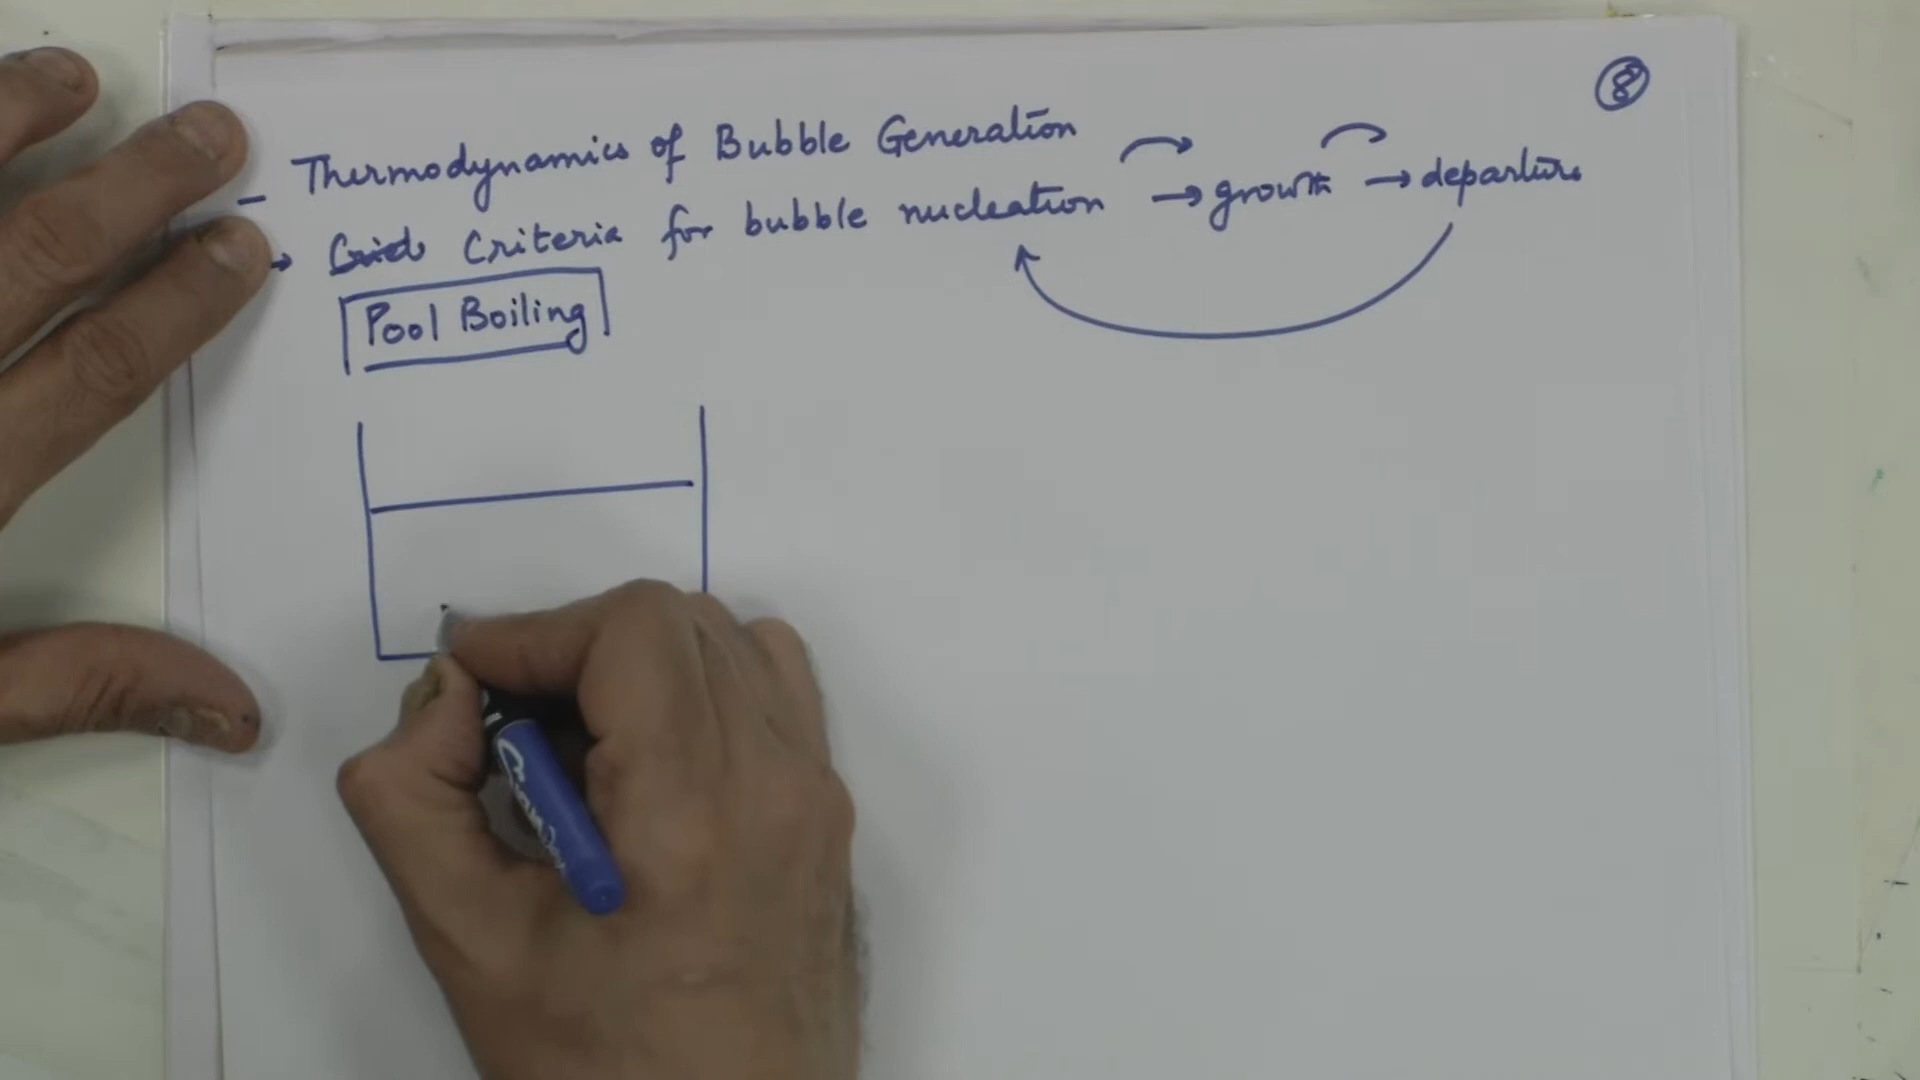 8
- Thermodynamics of Bubble Generation
→ Criteria for bubble nucleation → growth → departure
Pool Boiling